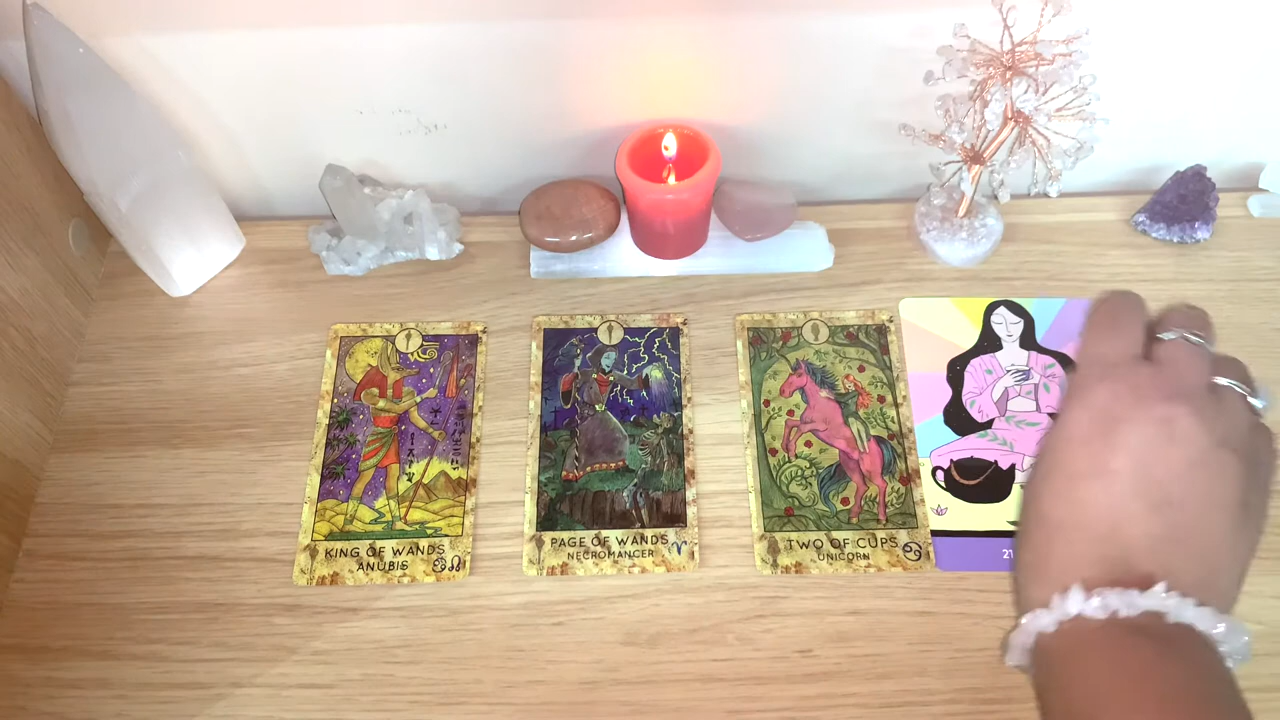 KING OF WANDS
ANUBIS
PAGE OF WANDS
NECROMANCER
TWO OF CUPS
UNICORN
21